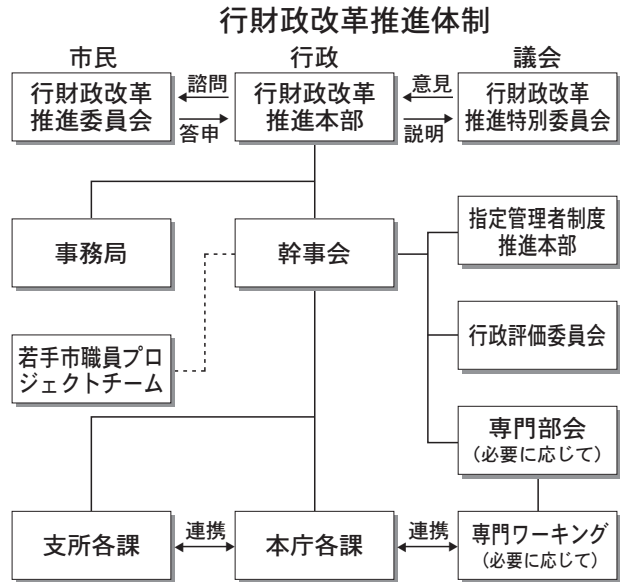 行財政改革推進体制
市民
行政
議会
行財政改革
推進委員会
諮問
答申
行財政改革
推進本部
意見
説明
行財政改革
推進特別委員会
事務局
幹事会
指定管理者制度
推進本部
行政評価委員会
若手市職員プロ
ジェクトチーム
専門部会
（必要に応じて）
支所各課
連携
本庁各課
連携
専門ワーキング
（必要に応じて）